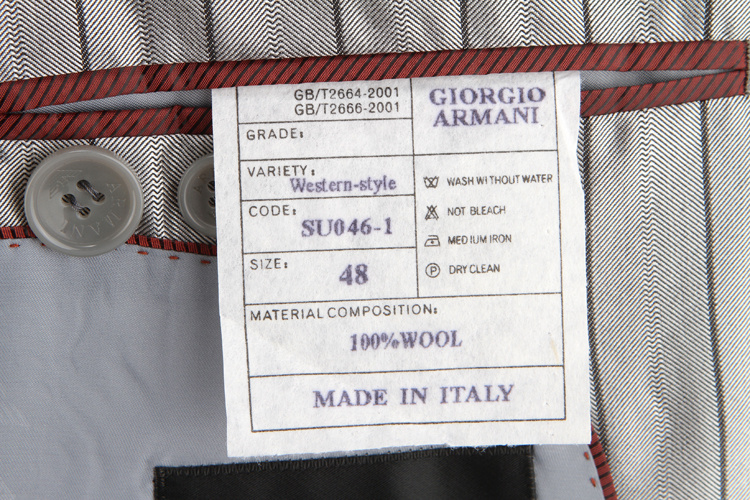 GB/T2664-2001
GB/T2666-2001
GIORGIO
ARMANI
GRADE:
VARIETY:
Western-style
CODE:
SU046-1
SIZE:
48
WASH WITHOUT WATER
NOT BLEACH
MEDIUM IRON
P DRY CLEAN
MATERIAL COMPOSITION:
100%WOOL
MADE IN ITALY
ARMANI